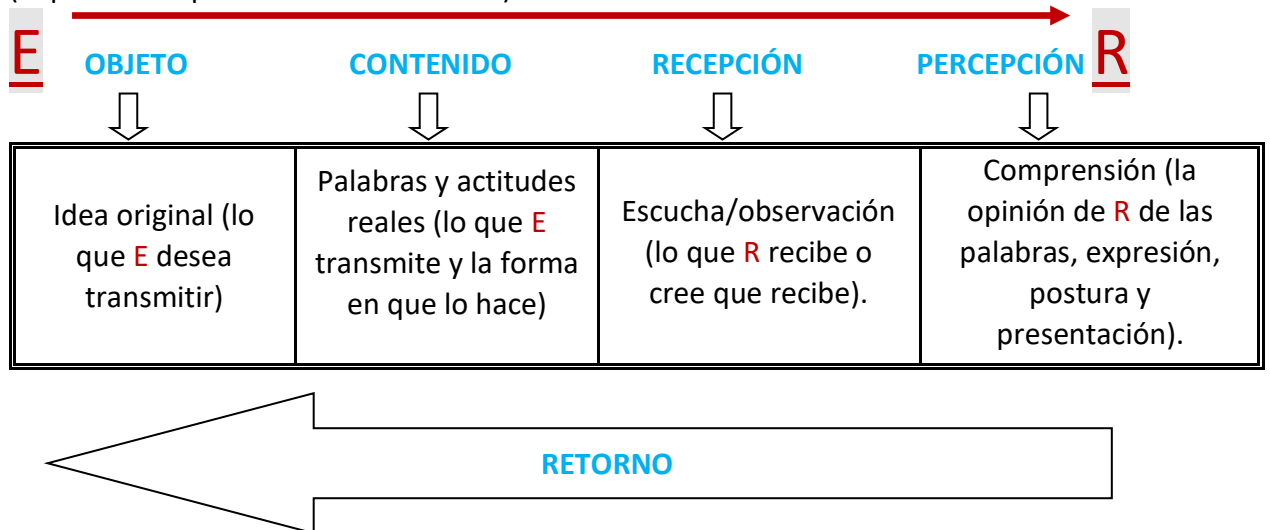 E OBJETO CONTENIDO RECEPCIÓN PERCEPCIÓN R
Idea original (lo
que E desea
transmitir)
Palabras y actitudes
reales (lo que E
transmite y la forma
en que lo hace)
Escucha/observación
(lo que R recibe o
cree que recibe).
Comprensión (la
opinión de R de las
palabras, expresión,
postura y
presentación).
RETORNO